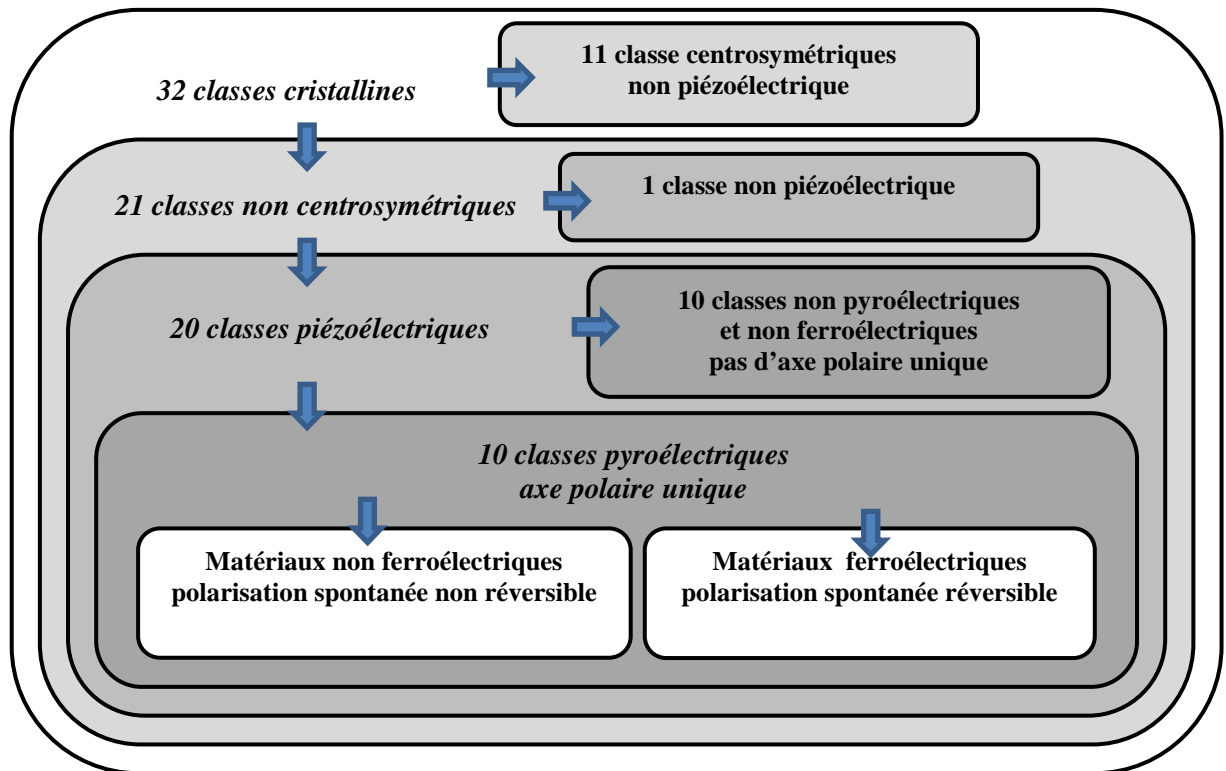 11 classe centrosymétriques
non piézoélectrique
32 classes cristallines
1 classe non piézoélectrique
21 classes non centrosymétriques
10 classes non pyroélectriques
et non ferroélectriques
pas d'axe polaire unique
20 classes piézoélectriques
10 classes pyroélectriques
axe polaire unique
Matériaux non ferroélectriques
polarisation spontanée non réversible
Matériaux ferroélectriques
polarisation spontanée réversible